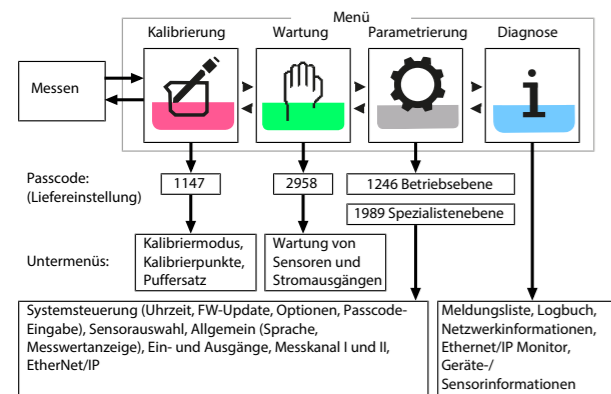 Menü
Kalibrierung
Wartung
Parametrierung
Diagnose
Messen
Passcode:
(Liefereinstellung)
1147
2958
1246 Betriebsebene
1989 Spezialistenebene
Untermenüs:
Kalibriermodus,
Kalibrierpunkte,
Puffersatz
Wartung von
Sensoren und
Stromausgängen
Systemsteuerung (Uhrzeit, FW-Update, Optionen, Passcode-
Eingabe), Sensorauswahl, Allgemein (Sprache,
Messwertanzeige), Ein- und Ausgänge, Messkanal I und II,
EtherNet/IP
Meldungsliste, Logbuch,
Netzwerkinformationen,
Ethernet/IP Monitor,
Geräte-/
Sensorinformationen